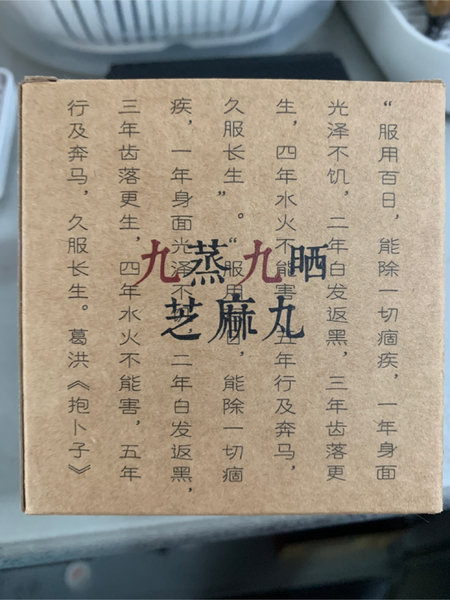 “服用百日，能除一切痼疾，一年身面
光泽不饥，二年白发返黑，三年齿落更
生，四年水火不能害，五年行及奔马，
久服长生”。“服用日，能除一切痼
疾，一年身面光泽不，二年白发返黑，
三年齿落更生，四年水火不能害，五年
行及奔马，久服长生。葛洪《抱卜子》
九蒸九晒
芝麻丸